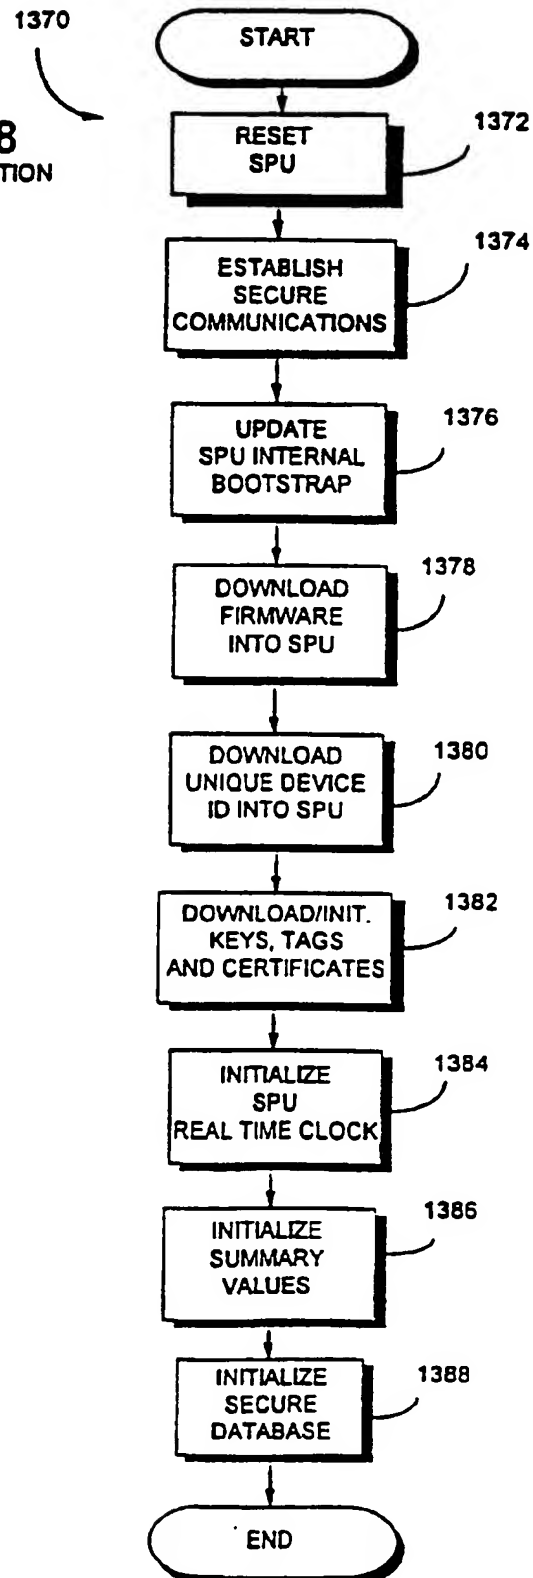 1370
START
8
TION
RESET
SPU
1372
ESTABLISH
SECURE
COMMUNICATIONS
1374
UPDATE
SPU INTERNAL
BOOTSTRAP
1376
DOWNLOAD
FIRMWARE
INTO SPU
1378
DOWNLOAD
UNIQUE DEVICE
ID INTO SPU
1380
DOWNLOAD/INIT.
KEYS, TAGS
AND CERTIFICATES
1382
INITIALIZE
SPU
REAL TIME CLOCK
1384
INITIALIZE
SUMMARY
VALUES
1386
INITIALIZE
SECURE
DATABASE
1388
END